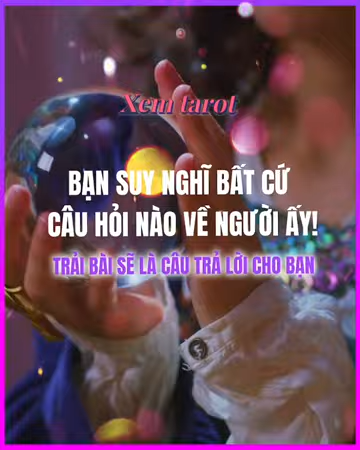 Xem tarot
BẠN SUY NGHĨ BẤT CỨ
CÂU HỎI NÀO VỀ NGƯỜI ẤY!
TRẢI BÀI SẼ LÀ CÂU TRẢ LỜI CHO BẠN